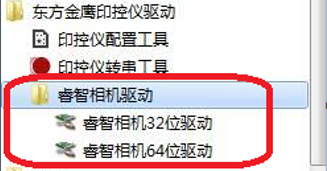 东方金鹰印控仪驱动
印控仪配置工具
印控仪转串工具
睿智相机驱动
睿智相机32位驱动
睿智相机64位驱动